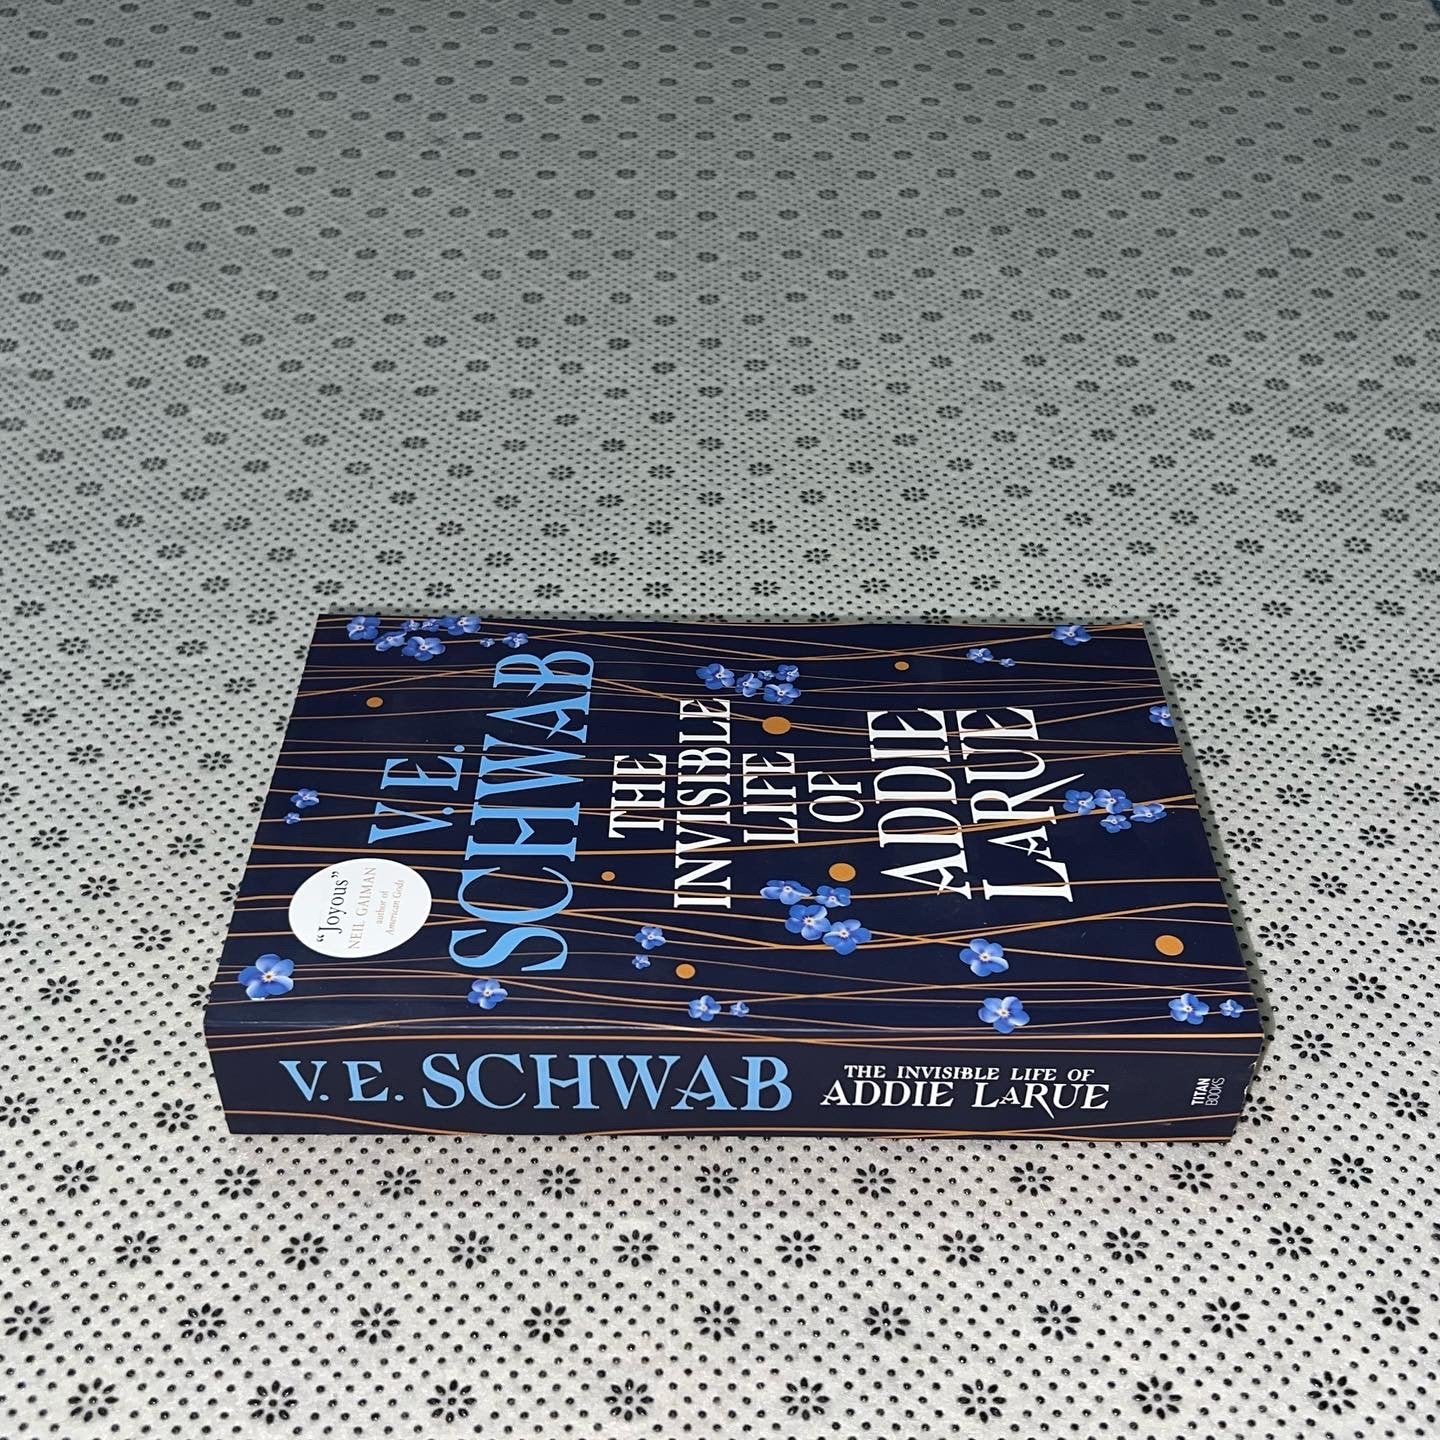 V. E.
SCHWAB
THE
INVISIBLE
LIFE
OF
ADDIE
LARUE
“Joyous”
NEIL GAIMAN
author of
American Gods
V. E. SCHWAB
THE INVISIBLE LIFE OF
ADDIE LARUE
TITAN
BOOKS